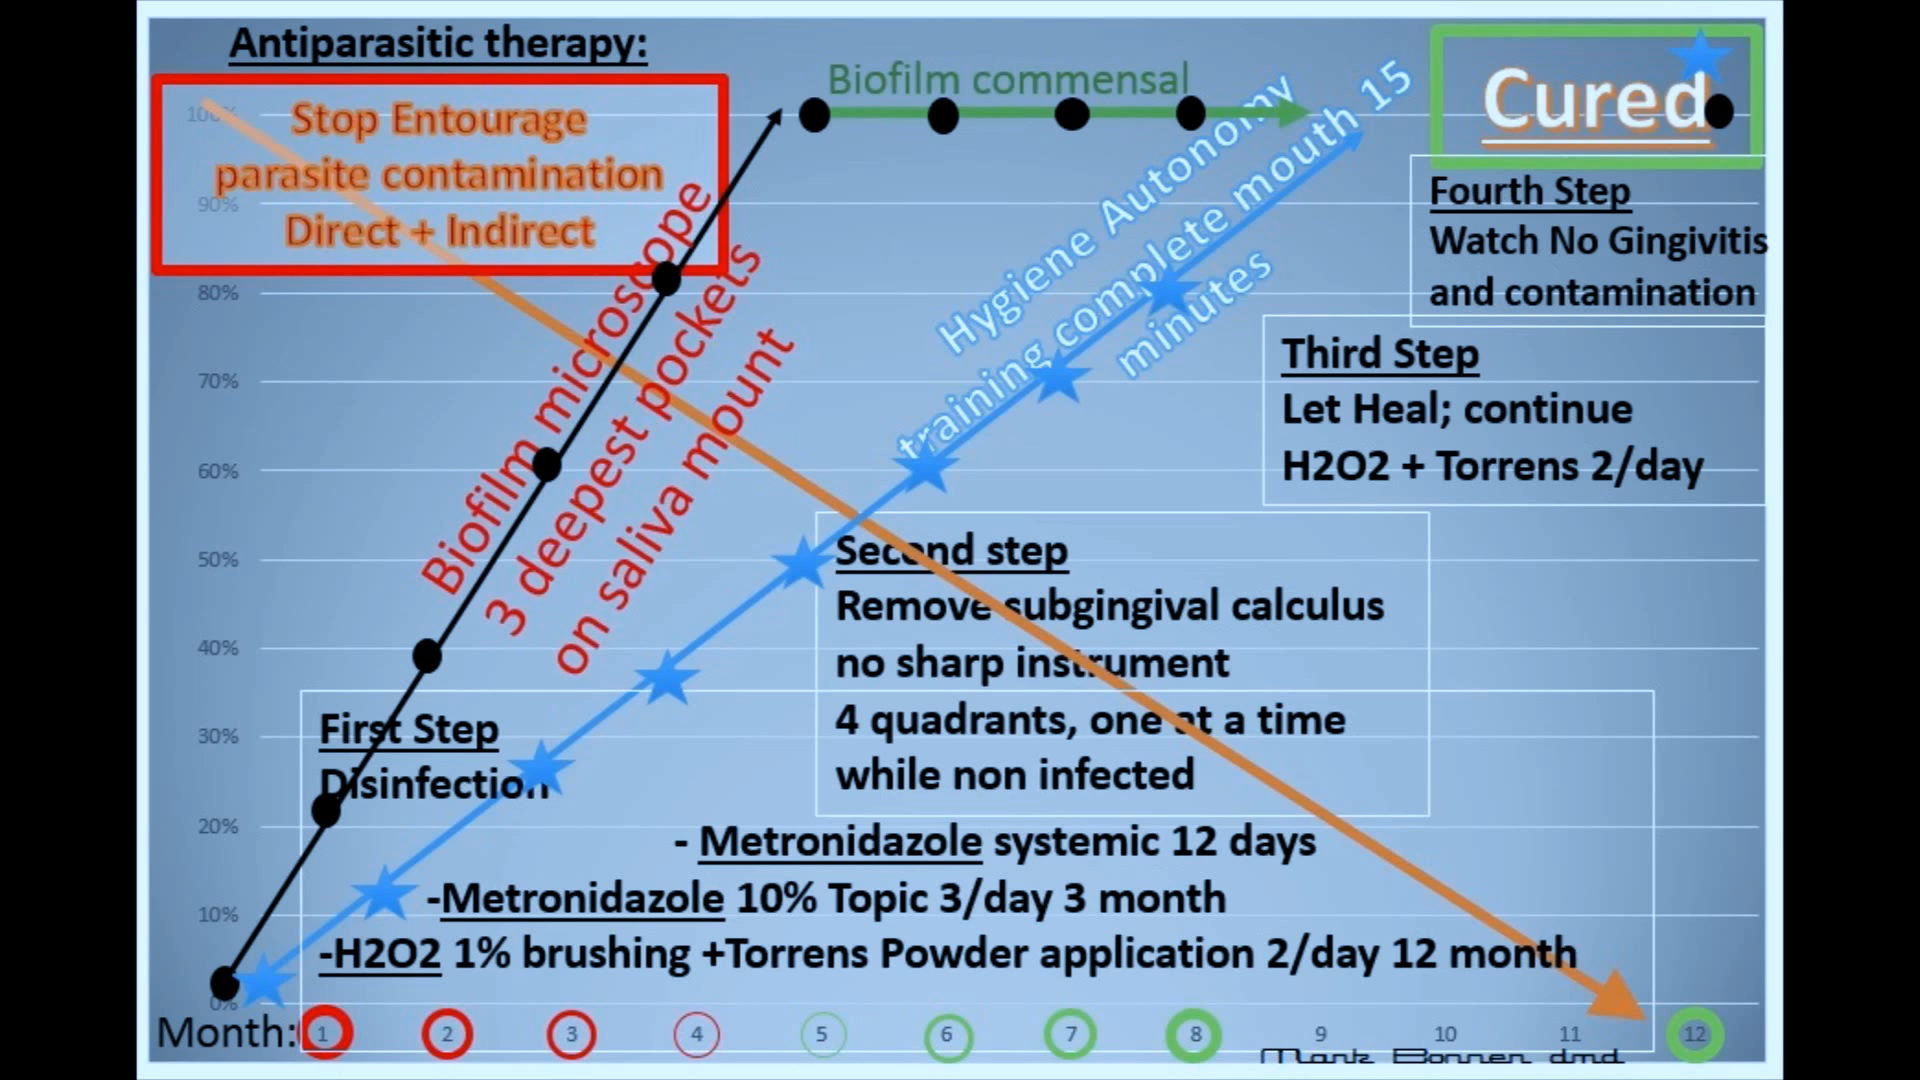 Antiparasitic therapy:
Stop Entourage
parasite contamination
Direct + Indirect
Biofilm commensal
Cured
Hygiene Autonomy
training complete mouth 15
minutes
Biofilm microscope
3 deepest pockets
on saliva mount
Fourth Step
Watch No Gingivitis
and contamination
Third Step
Let Heal; continue
H2O2 + Torrens 2/day
Second step
Remove subgingival calculus
no sharp instrument
4 quadrants, one at a time
while non infected
First Step
Disinfection
- Metronidazole systemic 12 days
-Metronidazole 10% Topic 3/day 3 month
-H2O2 1% brushing +Torrens Powder application 2/day 12 month
100%
90%
80%
70%
60%
50%
40%
30%
20%
10%
0%
Month: 1 2 3 4 5 6 7 8 9 10 11 12
Mark Bonner dmd